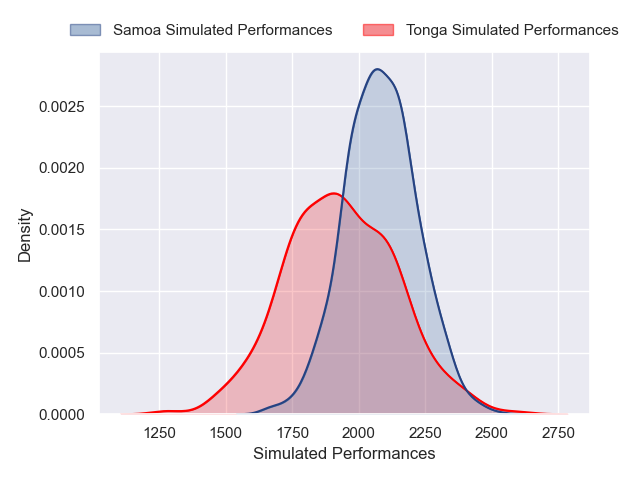 Samoa Simulated Performances Tonga Simulated Performances
0.0025
0.0020
0.0015
0.0010
0.0005
0.0000
Density
1250 1500 1750 2000 2250 2500 2750
Simulated Performances